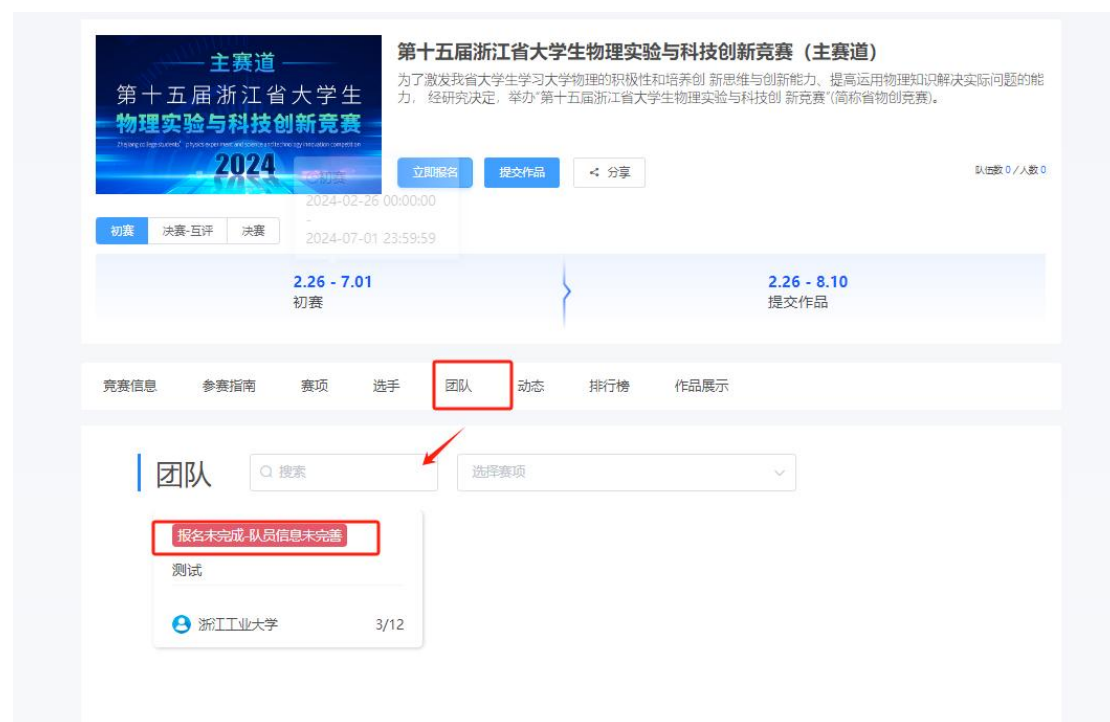 主赛道
第十五届浙江省大学生
物理实验与科技创新竞赛
2024
第十五届浙江省大学生物理实验与科技创新竞赛（主赛道）
为了激发我省大学生学习大学物理的积极性和培养创 新思维与创新能力、提高运用物理知识解决实际问题的能
力， 经研究决定，举办“第十五届浙江省大学生物理实验与科技创 新竞赛”(简称省物创竞赛)。
立即报名 提交作品 分享
队伍数 0 / 人数 0
初赛
2024-02-26 00:00:00
-
2024-07-01 23:59:59
初赛 决赛-互评 决赛
2.26 - 7.01
初赛
2.26 - 8.10
提交作品
竞赛信息 参赛指南 赛项 选手 团队 动态 排行榜 作品展示
团队 搜索 选择赛项
报名未完成-队员信息未完善
测试
浙江工业大学 3/12